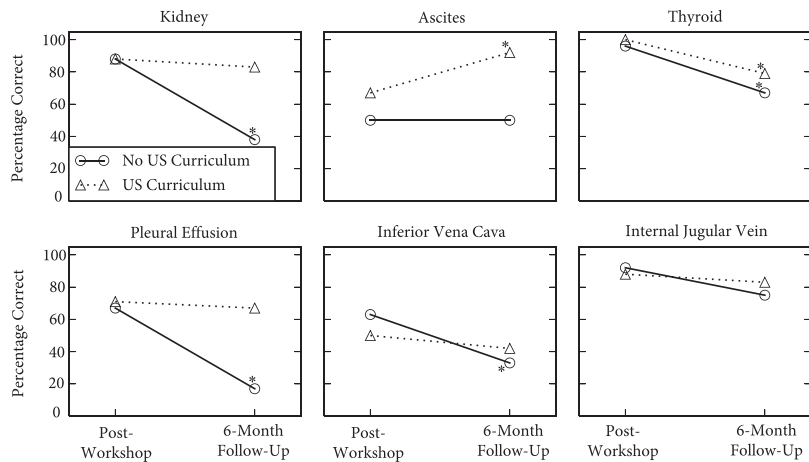 Kidney
Ascites
Thyroid
Percentage Correct
100
80
60
40
20
0
*
*
*
*
No US Curriculum
US Curriculum
Pleural Effusion
Inferior Vena Cava
Internal Jugular Vein
Percentage Correct
100
80
60
40
20
0
*
*
Post-
Workshop
6-Month
Follow-Up
Post-
Workshop
6-Month
Follow-Up
Post-
Workshop
6-Month
Follow-Up